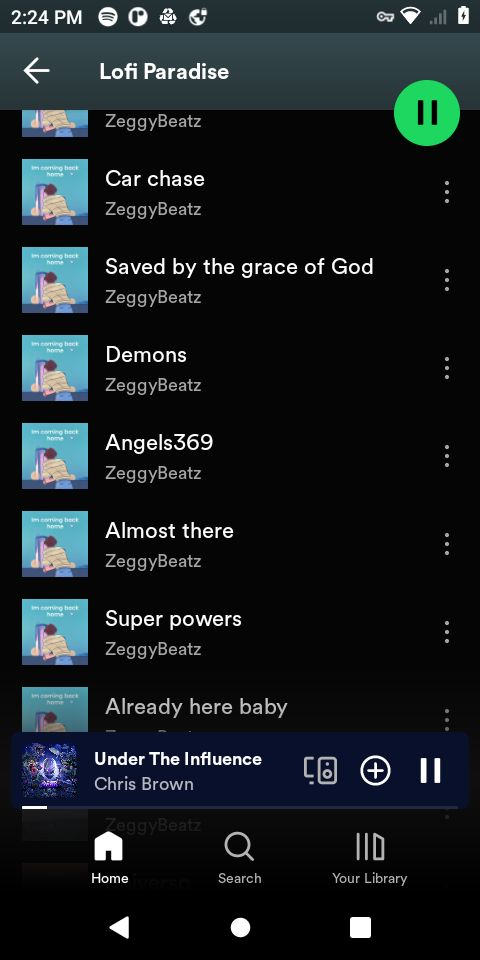 2:24 PM
Lofi Paradise
ZeggyBeatz
Im coming back
home
Car chase
ZeggyBeatz
Im coming back
home
Saved by the grace of God
ZeggyBeatz
Im coming back
home
Demons
ZeggyBeatz
Im coming back
home
Angels369
ZeggyBeatz
Im coming back
home
Almost there
ZeggyBeatz
Im coming back
home
Super powers
ZeggyBeatz
Im coming back
home
Already here baby
Under The Influence
Chris Brown
ZeggyBeatz
Home
Search
Your Library